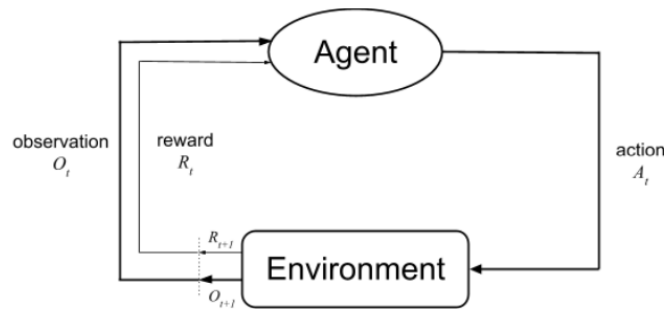 Agent
observation
O_t
reward
R_t
action
A_t
R_{t+1}
Environment
O_{t+1}